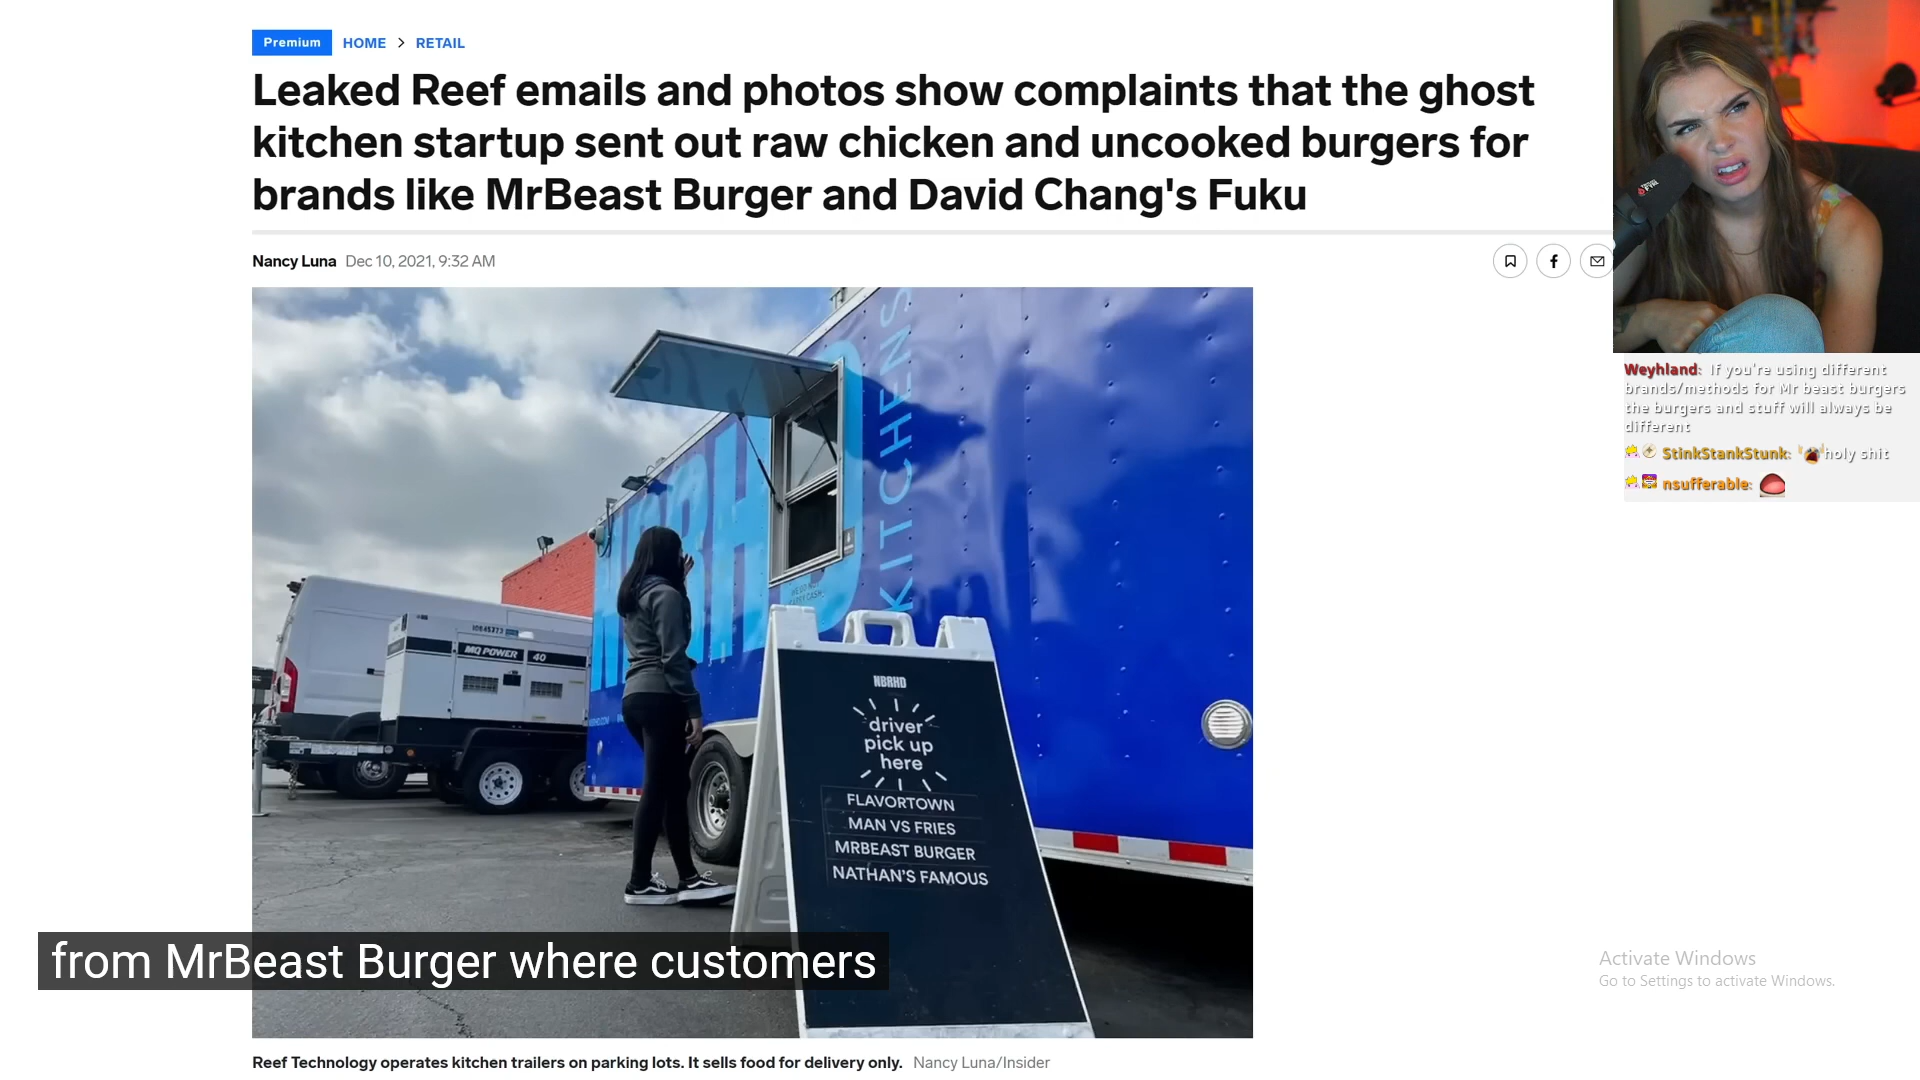 Premium HOME > RETAIL
Leaked Reef emails and photos show complaints that the ghost
kitchen startup sent out raw chicken and uncooked burgers for
brands like MrBeast Burger and David Chang's Fuku
Nancy Luna Dec 10, 2021, 9:32 AM
KITCHENS
MQ POWER 40
NBRHD
driver
pick up
here
FLAVORTOWN
MAN VS FRIES
MRBEAST BURGER
NATHAN'S FAMOUS
from MrBeast Burger where customers
Reef Technology operates kitchen trailers on parking lots. It sells food for delivery only. Nancy Luna/Insider
Weyhland: If you're using different
brands/methods for Mr beast burgers
the burgers and stuff will always be
different
StinkStankStunk: holy shit
nsufferable:
Activate Windows
Go to Settings to activate Windows.